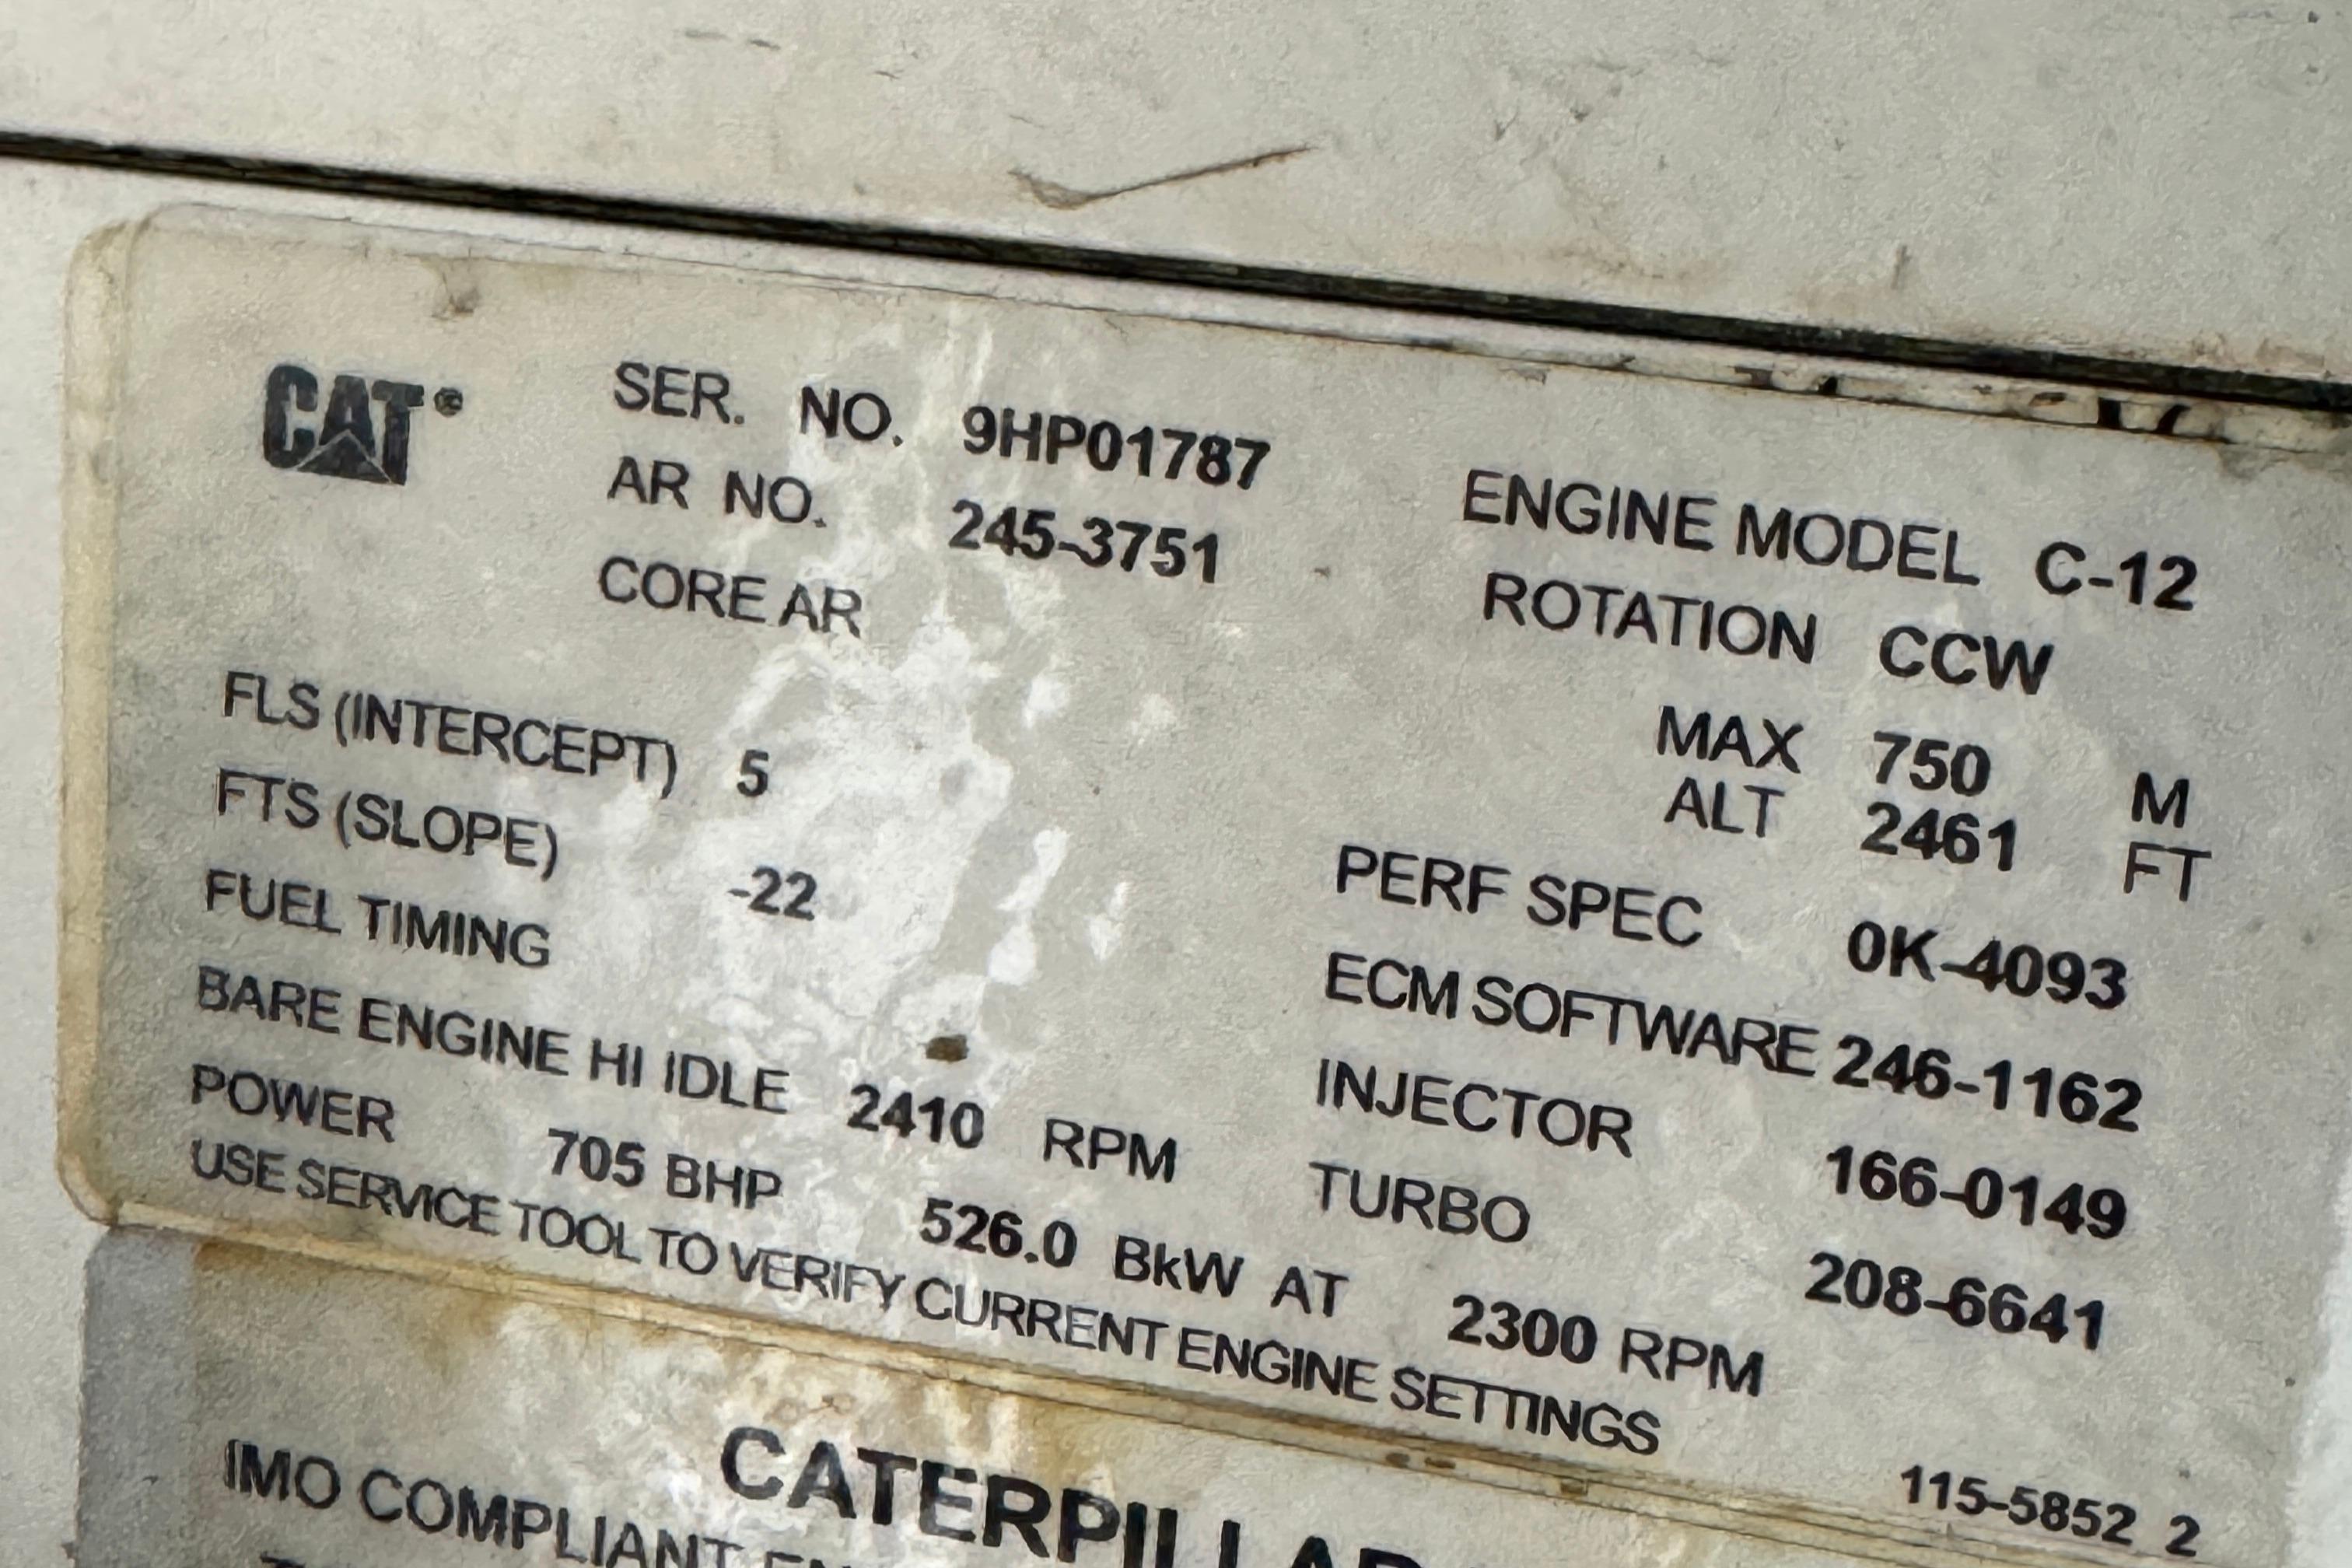 CAT®
SER. NO. 9HP01787
AR NO. 245-3751
CORE AR
ENGINE MODEL C-12
ROTATION CCW
MAX 750 M
ALT 2461 FT
FLS (INTERCEPT) 5
FTS (SLOPE) -22
FUEL TIMING
BARE ENGINE HI IDLE 2410 RPM
POWER 705 BHP 526.0 BkW AT 2300 RPM
PERF SPEC 0K-4093
ECM SOFTWARE 246-1162
INJECTOR 166-0149
TURBO 208-6641
USE SERVICE TOOL TO VERIFY CURRENT ENGINE SETTINGS
115-5852 2
CATERPILLAR
IMO COMPLIANT